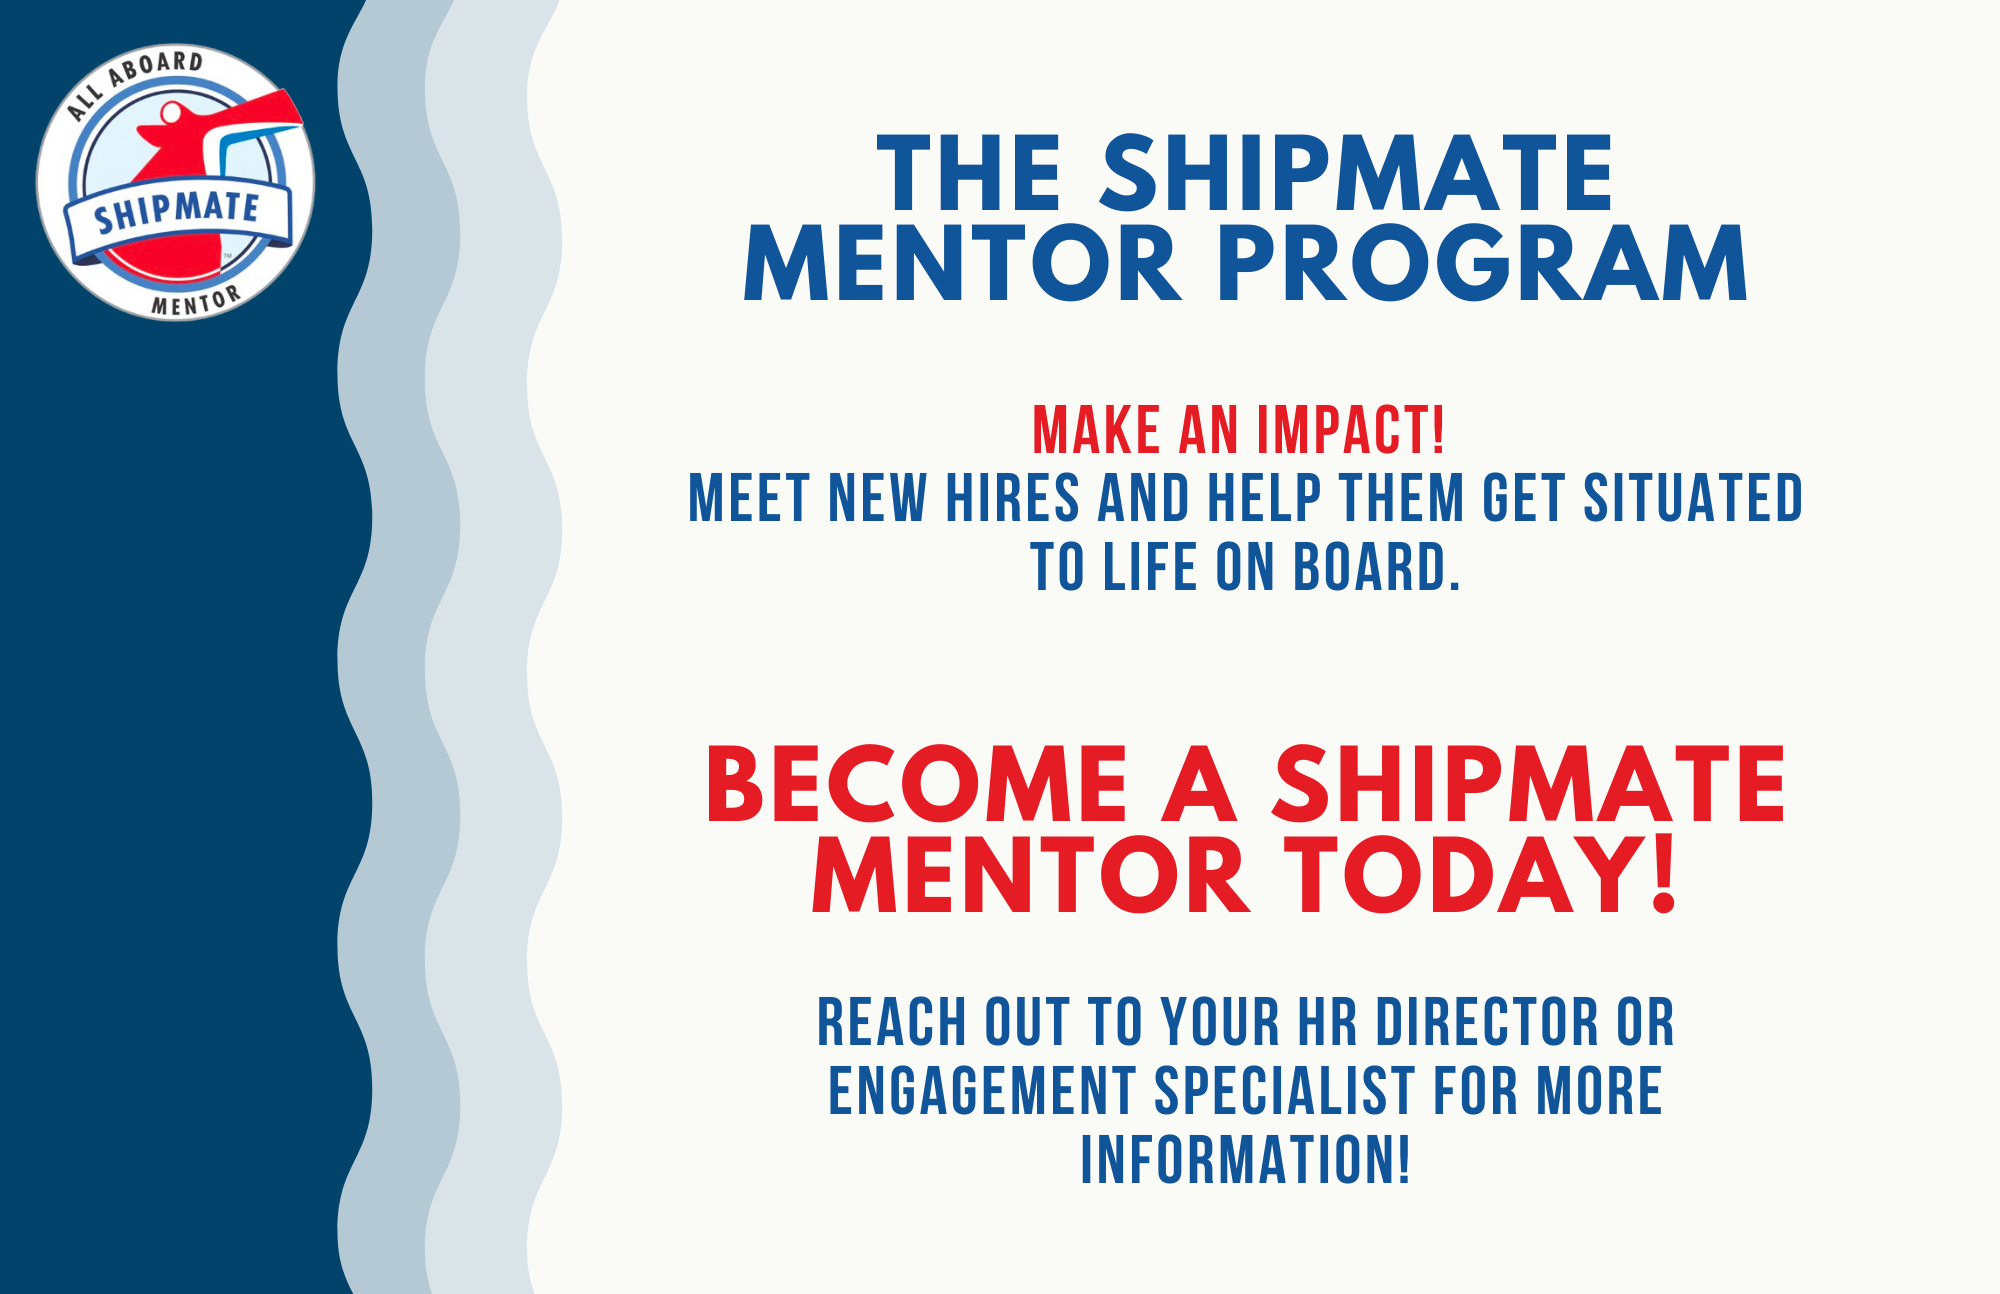 ALL ABOARD
SHIPMATE
TM
MENTOR
THE SHIPMATE
MENTOR PROGRAM
MAKE AN IMPACT!
MEET NEW HIRES AND HELP THEM GET SITUATED
TO LIFE ON BOARD.
BECOME A SHIPMATE
MENTOR TODAY!
REACH OUT TO YOUR HR DIRECTOR OR
ENGAGEMENT SPECIALIST FOR MORE
INFORMATION!